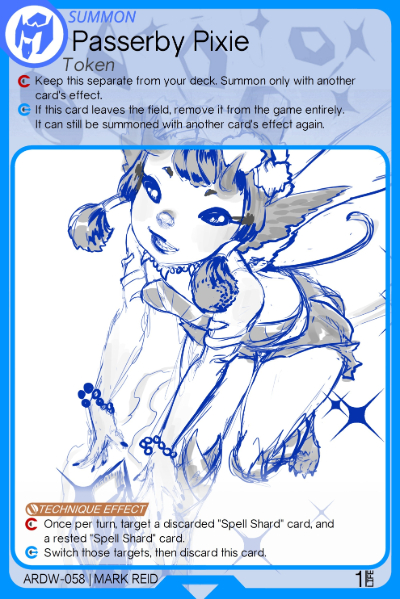 SUMMON
Passerby Pixie
Token
Keep this separate from your deck. Summon only with another
card's effect.
If this card leaves the field, remove it from the game entirely.
It can still be summoned with another card's effect again.
TECHNIQUE EFFECT
Once per turn, target a discarded "Spell Shard" card, and
a rested "Spell Shard" card.
Switch those targets, then discard this card.
ARDW-058 | MARK REID
1